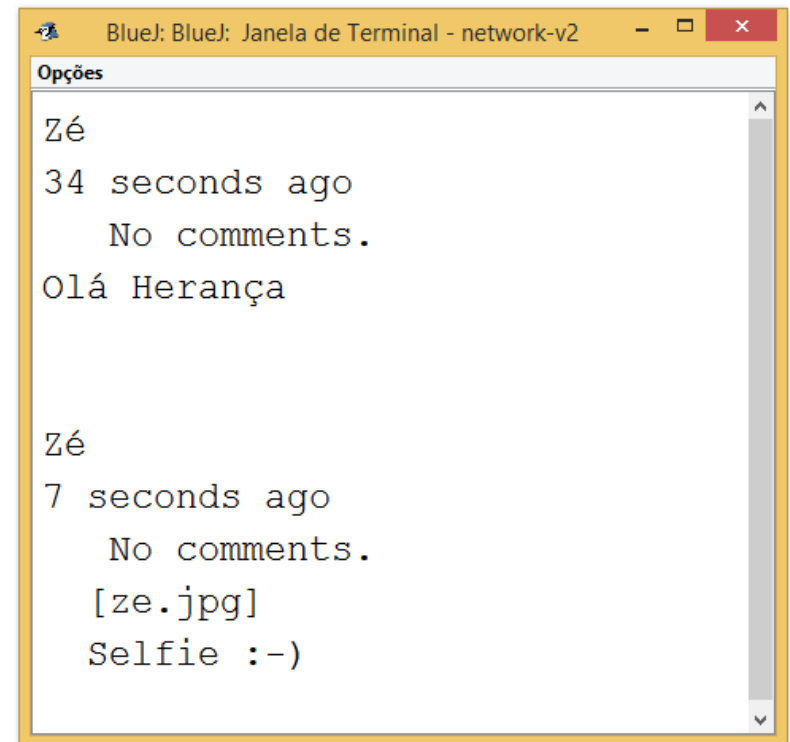 BlueJ: BlueJ: Janela de Terminal - network-v2
Opções
Zé
34 seconds ago
No comments.
Olá Herança
Zé
7 seconds ago
No comments.
[ze.jpg]
Selfie :-)